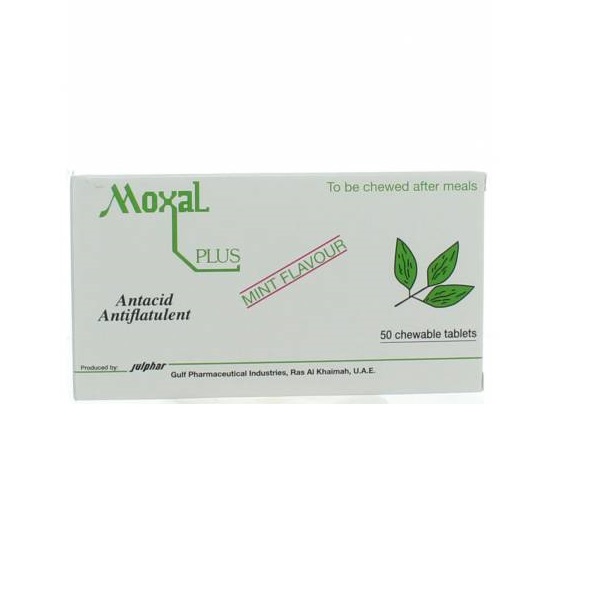 To be chewed after meals
Moxal
PLUS
MINT FLAVOUR
Antacid
Antiflatulent
50 chewable tablets
Produced by: julphar
Gulf Pharmaceutical Industries, Ras Al Khaimah, U.A.E.